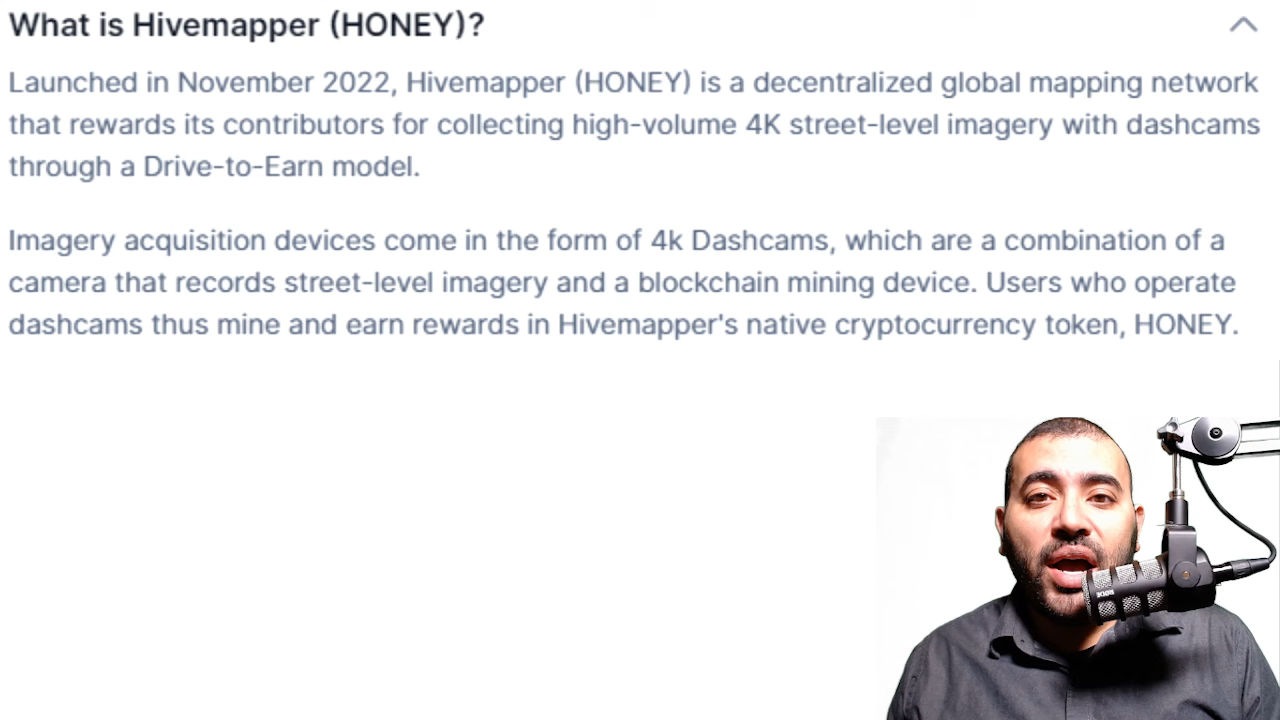 What is Hivemapper (HONEY)?
Launched in November 2022, Hivemapper (HONEY) is a decentralized global mapping network
that rewards its contributors for collecting high-volume 4K street-level imagery with dashcams
through a Drive-to-Earn model.
Imagery acquisition devices come in the form of 4k Dashcams, which are a combination of a
camera that records street-level imagery and a blockchain mining device. Users who operate
dashcams thus mine and earn rewards in Hivemapper's native cryptocurrency token, HONEY.
RØDE